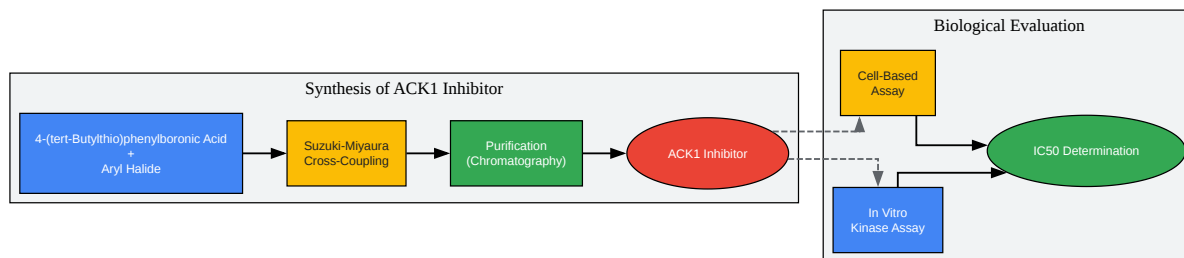 Synthesis of ACK1 Inhibitor
4-(tert-Butylthio)phenylboronic Acid
+
Aryl Halide
Suzuki-Miyaura
Cross-Coupling
Purification
(Chromatography)
ACK1 Inhibitor
Biological Evaluation
Cell-Based
Assay
In Vitro
Kinase Assay
IC50 Determination